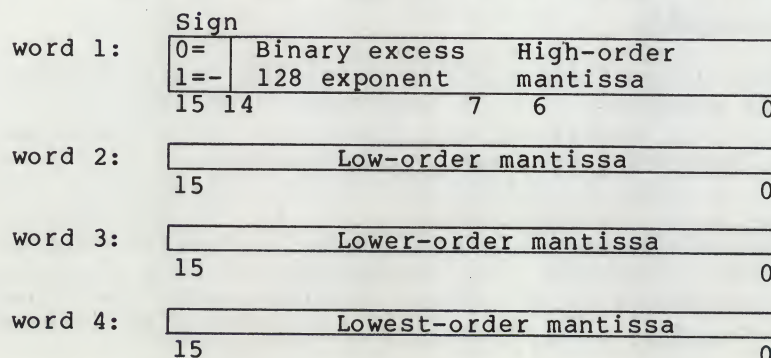 Sign
word 1: 0= Binary excess High-order
1=- 128 exponent mantissa
15 14 7 6 0
word 2: Low-order mantissa
15 0
word 3: Lower-order mantissa
15 0
word 4: Lowest-order mantissa
15 0